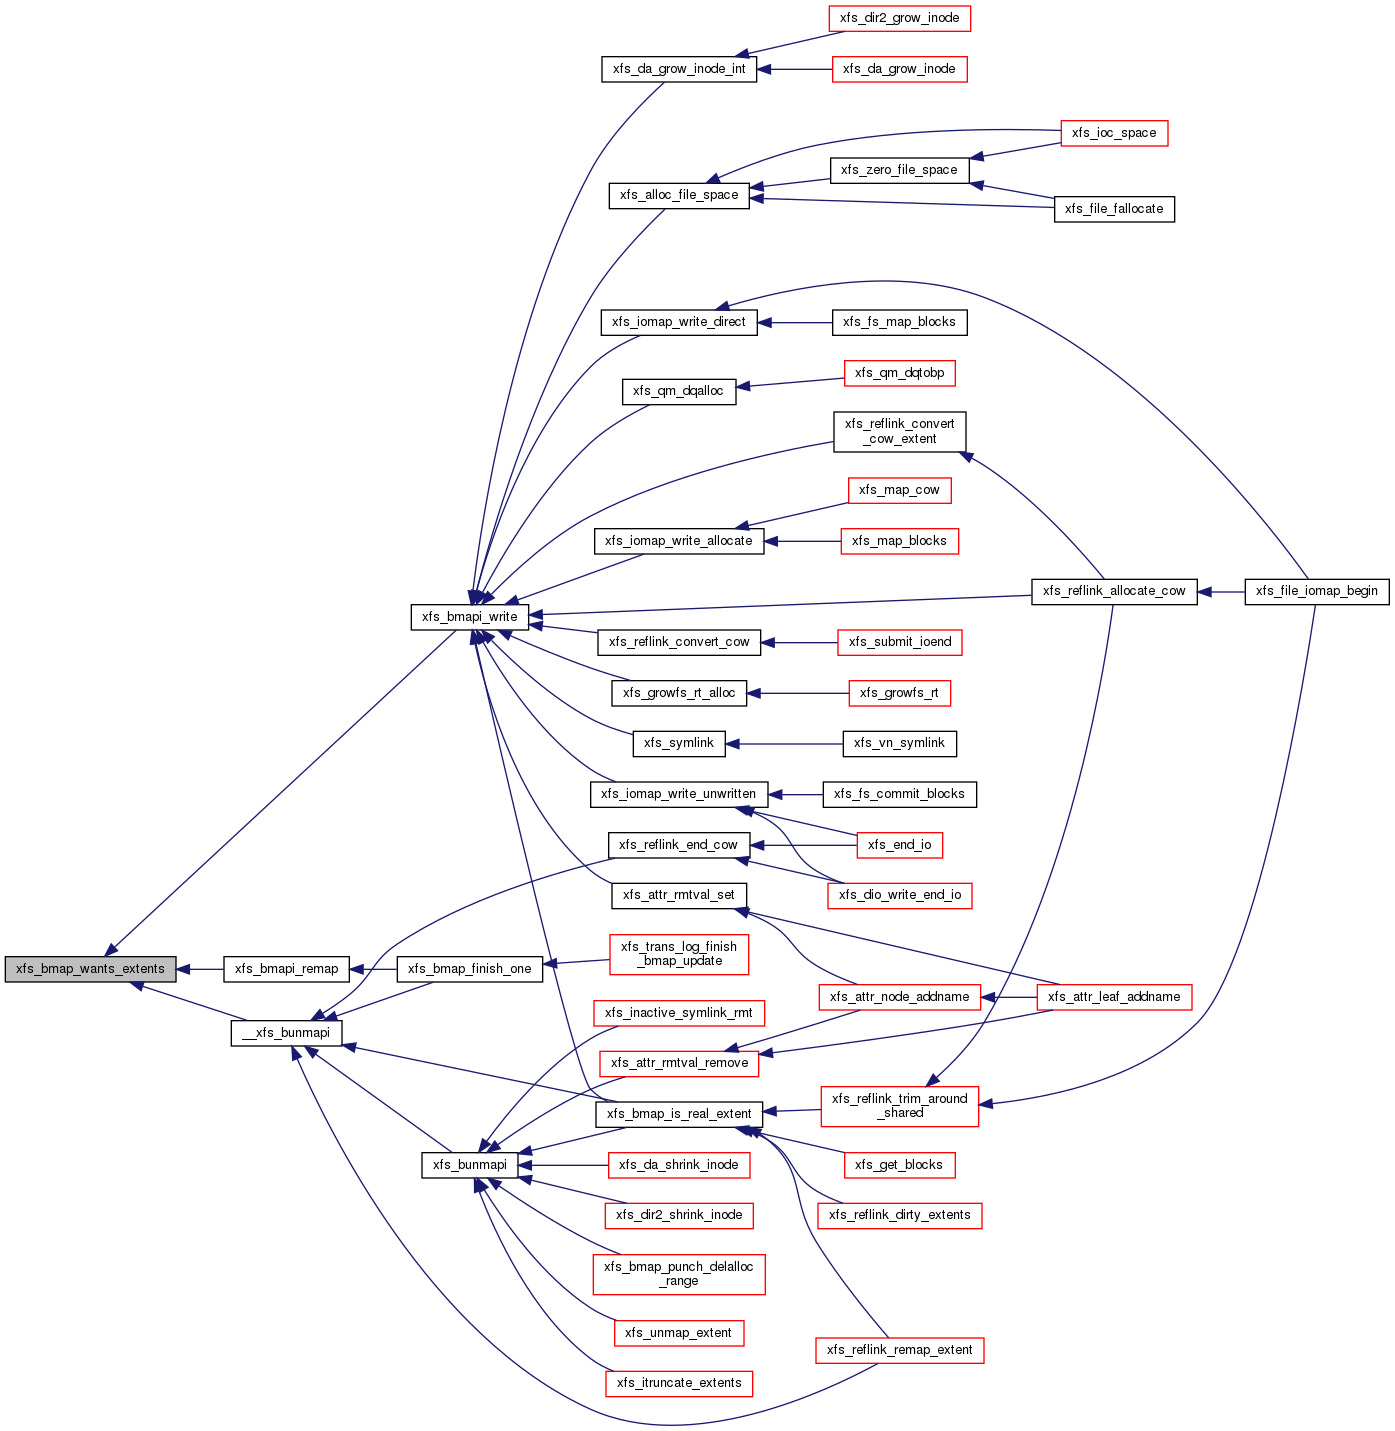 xfs_dir2_grow_inode
xfs_da_grow_inode_int
xfs_da_grow_inode
xfs_ioc_space
xfs_zero_file_space
xfs_alloc_file_space
xfs_file_fallocate
xfs_iomap_write_direct
xfs_fs_map_blocks
xfs_qm_dqtobp
xfs_qm_dqalloc
xfs_reflink_convert
_cow_extent
xfs_map_cow
xfs_iomap_write_allocate
xfs_map_blocks
xfs_reflink_allocate_cow
xfs_file_iomap_begin
xfs_bmapi_write
xfs_reflink_convert_cow
xfs_submit_ioend
xfs_growfs_rt_alloc
xfs_growfs_rt
xfs_symlink
xfs_vn_symlink
xfs_iomap_write_unwritten
xfs_fs_commit_blocks
xfs_reflink_end_cow
xfs_end_io
xfs_attr_rmtval_set
xfs_dio_write_end_io
xfs_bmap_wants_extents
xfs_bmapi_remap
xfs_bmap_finish_one
xfs_trans_log_finish
_bmap_update
xfs_attr_node_addname
xfs_attr_leaf_addname
xfs_inactive_symlink_rmt
__xfs_bunmapi
xfs_attr_rmtval_remove
xfs_reflink_trim_around
_shared
xfs_bmap_is_real_extent
xfs_bunmapi
xfs_da_shrink_inode
xfs_get_blocks
xfs_dir2_shrink_inode
xfs_reflink_dirty_extents
xfs_bmap_punch_delalloc
_range
xfs_unmap_extent
xfs_reflink_remap_extent
xfs_itruncate_extents